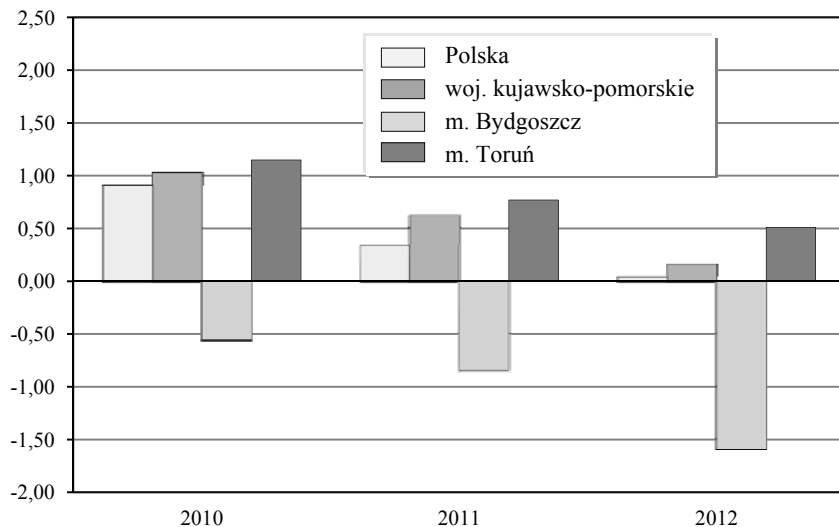 2,50
2,00
1,50
1,00
0,50
0,00
-0,50
-1,00
-1,50
-2,00
Polska
woj. kujawsko-pomorskie
m. Bydgoszcz
m. Toruń
2010 2011 2012